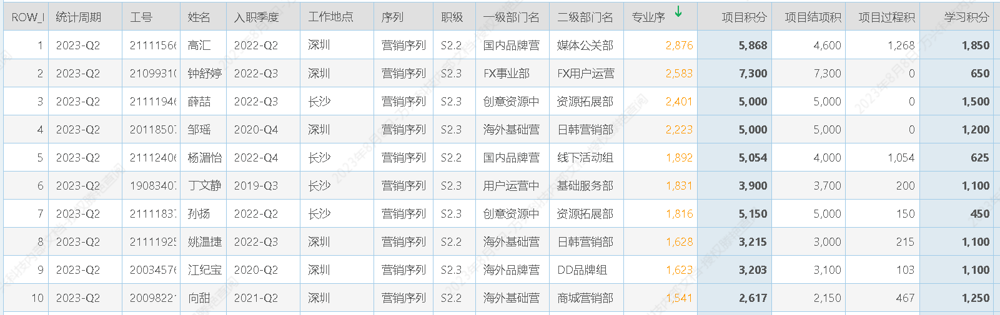 ROW_I 统计周期 工号 姓名 入职季度 工作地点 序列 职级 一级部门名 二级部门名 专业序 项目积分 项目结项积 项目过程积 学习积分
1 2023-Q2 2111156 高汇 2022-Q2 深圳 营销序列 S2.2 国内品牌营 媒体公关部 2,876 5,868 4,600 1,268 1,850
2 2023-Q2 2109931 钟舒婷 2022-Q3 深圳 营销序列 S2.3 FX事业部 FX用户运营 2,583 7,300 7,300 0 650
3 2023-Q2 2111194 薛喆 2022-Q3 长沙 营销序列 S2.3 创意资源中 资源拓展部 2,401 5,000 5,000 0 1,500
4 2023-Q2 2011850 邹瑶 2020-Q4 深圳 营销序列 S2.3 海外基础营 日韩营销部 2,223 5,000 5,000 0 1,200
5 2023-Q2 2111240 杨湄怡 2022-Q4 长沙 营销序列 S2.2 国内品牌营 线下活动组 1,892 5,054 4,000 1,054 625
6 2023-Q2 1908340 丁文静 2019-Q3 长沙 营销序列 S2.3 用户运营中 基础服务部 1,831 3,900 3,700 200 1,100
7 2023-Q2 2111183 孙扬 2022-Q2 长沙 营销序列 S2.3 创意资源中 资源拓展部 1,816 5,150 5,000 150 450
8 2023-Q2 2111192 姚温捷 2022-Q3 深圳 营销序列 S2.2 海外基础营 日韩营销部 1,628 3,215 3,000 215 1,100
9 2023-Q2 2003457 江纪宝 2020-Q2 深圳 营销序列 S2.3 海外品牌营 DD品牌组 1,623 3,203 3,100 103 1,100
10 2023-Q2 2009822 向甜 2021-Q2 深圳 营销序列 S2.2 海外基础营 商城营销部 1,541 2,617 2,150 467 1,250